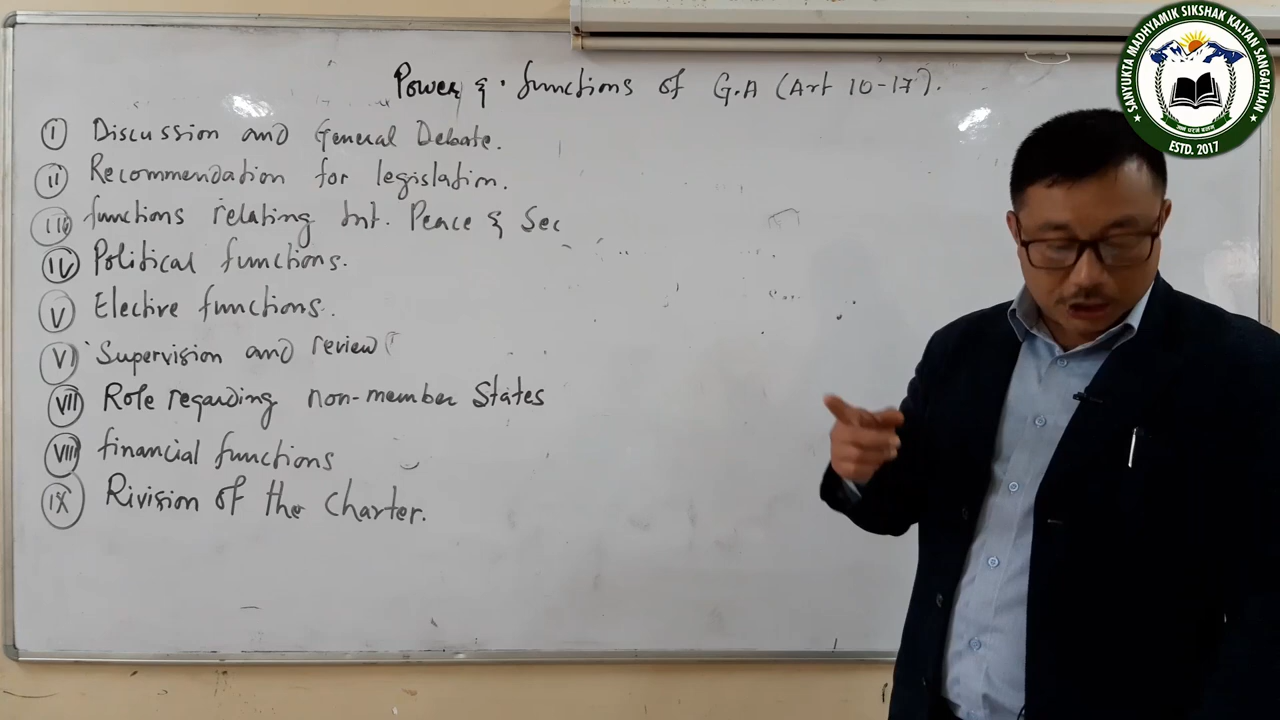 Power & functions of G.A (Art 10-17).
I Discussion and General Debate.
II Recommendation for legislation.
III functions relating Int. Peace & Sec
IV Political functions.
V Elective functions.
VI Supervision and review
VII Role regarding non-member States
VIII financial functions
IX Rivision of the Charter.
SANYUKTA MADHYAMIK SIKSHAK KALYAN SANGATHAN
ESTD. 2017